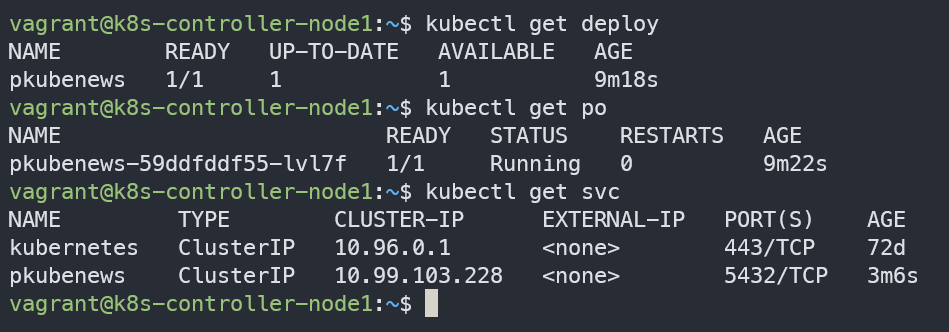 vagrant@k8s-controller-node1:~$ kubectl get deploy
NAME READY UP-TO-DATE AVAILABLE AGE
pkubenews 1/1 1 1 9m18s
vagrant@k8s-controller-node1:~$ kubectl get po
NAME READY STATUS RESTARTS AGE
pkubenews-59ddfddf55-lvl7f 1/1 Running 0 9m22s
vagrant@k8s-controller-node1:~$ kubectl get svc
NAME TYPE CLUSTER-IP EXTERNAL-IP PORT(S) AGE
kubernetes ClusterIP 10.96.0.1 <none> 443/TCP 72d
pkubenews ClusterIP 10.99.103.228 <none> 5432/TCP 3m6s
vagrant@k8s-controller-node1:~$